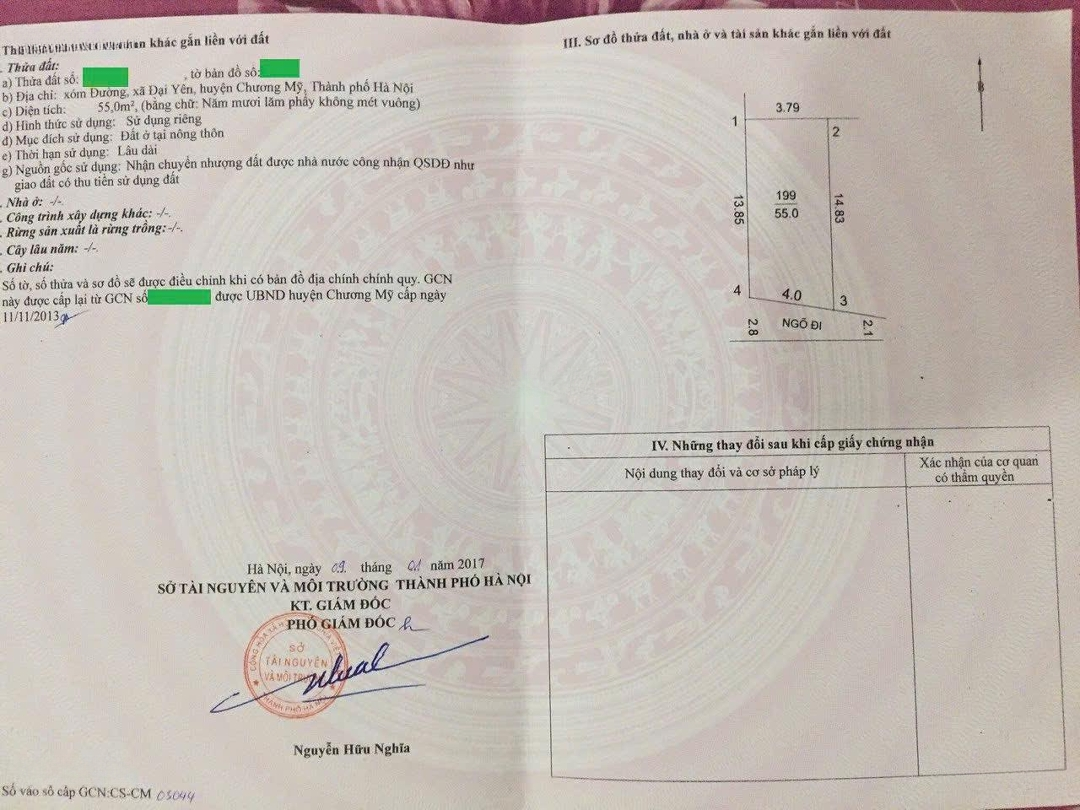 khác gắn liền với đất
. Thửa đất:
a) Thửa đất số: , tờ bản đồ số:
b) Địa chỉ: xóm Đường, xã Đại Yên, huyện Chương Mỹ, Thành phố Hà Nội
c) Diện tích: 55,0m², (bằng chữ: Năm mươi lăm phẩy không mét vuông)
d) Hình thức sử dụng: Sử dụng riêng
đ) Mục đích sử dụng: Đất ở tại nông thôn
e) Thời hạn sử dụng: Lâu dài
g) Nguồn gốc sử dụng: Nhận chuyển nhượng đất được nhà nước công nhận QSDĐ như
giao đất có thu tiền sử dụng đất
. Nhà ở: -/-.
. Công trình xây dựng khác: -/-.
. Rừng sản xuất là rừng trồng:-/-.
. Cây lâu năm: -/-.
. Ghi chú:
Số tờ, số thửa và sơ đồ sẽ được điều chỉnh khi có bản đồ địa chính chính quy. GCN
này được cấp lại từ GCN số được UBND huyện Chương Mỹ cấp ngày
11/11/2013
Hà Nội, ngày 09 tháng 01 năm 2017
SỞ TÀI NGUYÊN VÀ MÔI TRƯỜNG THÀNH PHỐ HÀ NỘI
KT. GIÁM ĐỐC
PHÓ GIÁM ĐỐC
SỞ
TÀI NGUYÊN
VÀ MÔI
THÀNH PHỐ HÀ NỘI
Nguyễn Hữu Nghĩa
Số vào sổ cấp GCN:CS-CM 03044
III. Sơ đồ thửa đất, nhà ở và tài sản khác gắn liền với đất
B
3.79
1
2
13.85
199
55.0
14.83
4
4.0
3
2.8
NGÕ ĐI
2.1
IV. Những thay đổi sau khi cấp giấy chứng nhận
Nội dung thay đổi và cơ sở pháp lý
Xác nhận của cơ quan
có thẩm quyền